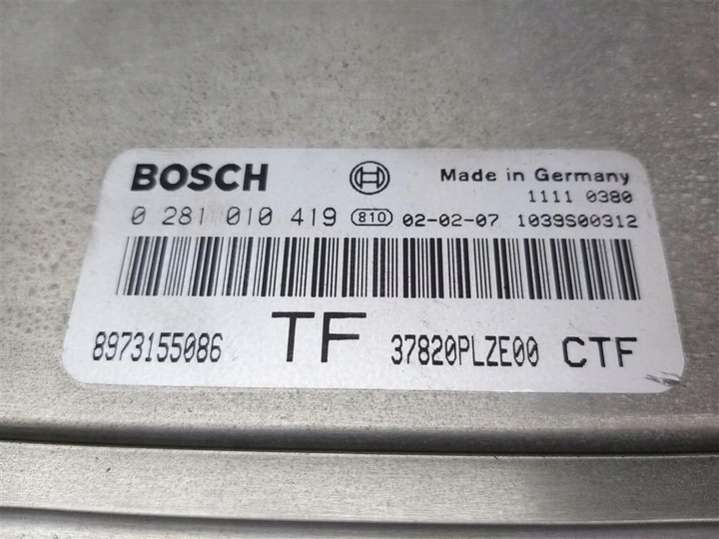 BOSCH Made in Germany
1111 0380
0 281 010 419 810 02-02-07 1039S00312
8973155086 TF 37820PLZE00 CTF